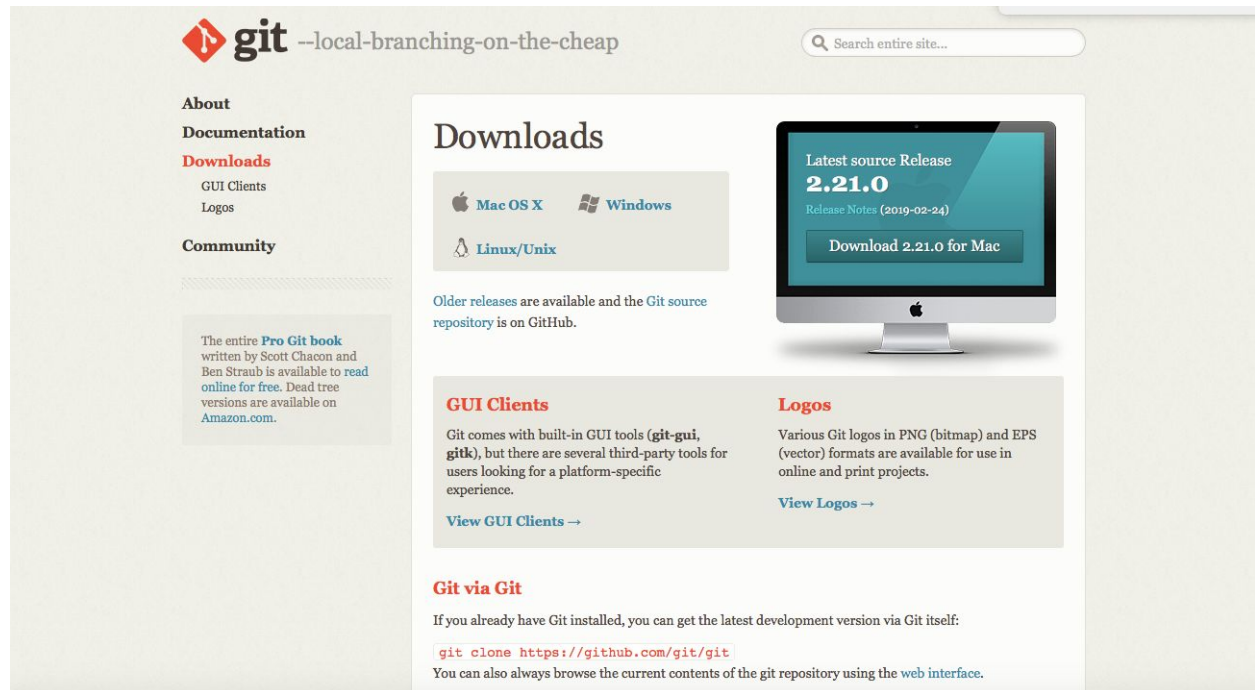 git --local-branching-on-the-cheap
Search entire site...
About
Documentation
Downloads
GUI Clients
Logos
Community
The entire Pro Git book
written by Scott Chacon and
Ben Straub is available to read
online for free. Dead tree
versions are available on
Amazon.com.
Downloads
Mac OS X
Windows
Linux/Unix
Older releases are available and the Git source
repository is on GitHub.
Latest source Release
2.21.0
Release Notes (2019-02-24)
Download 2.21.0 for Mac
GUI Clients
Git comes with built-in GUI tools (git-gui,
gitk), but there are several third-party tools for
users looking for a platform-specific
experience.
View GUI Clients →
Logos
Various Git logos in PNG (bitmap) and EPS
(vector) formats are available for use in
online and print projects.
View Logos →
Git via Git
If you already have Git installed, you can get the latest development version via Git itself:
git clone https://github.com/git/git
You can also always browse the current contents of the git repository using the web interface.